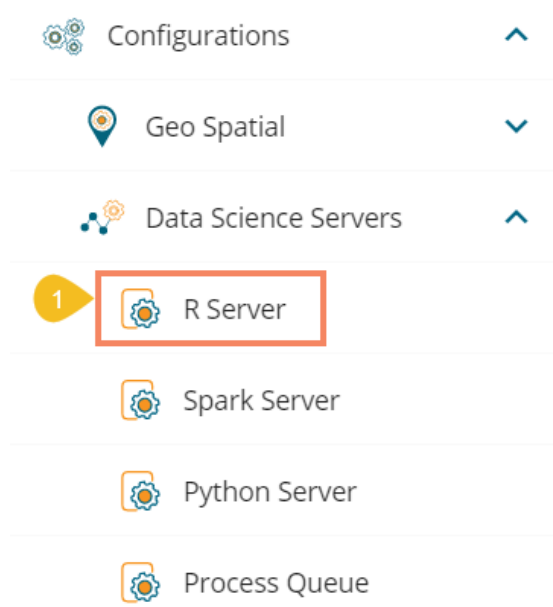 Configurations
Geo Spatial
Data Science Servers
1
R Server
Spark Server
Python Server
Process Queue